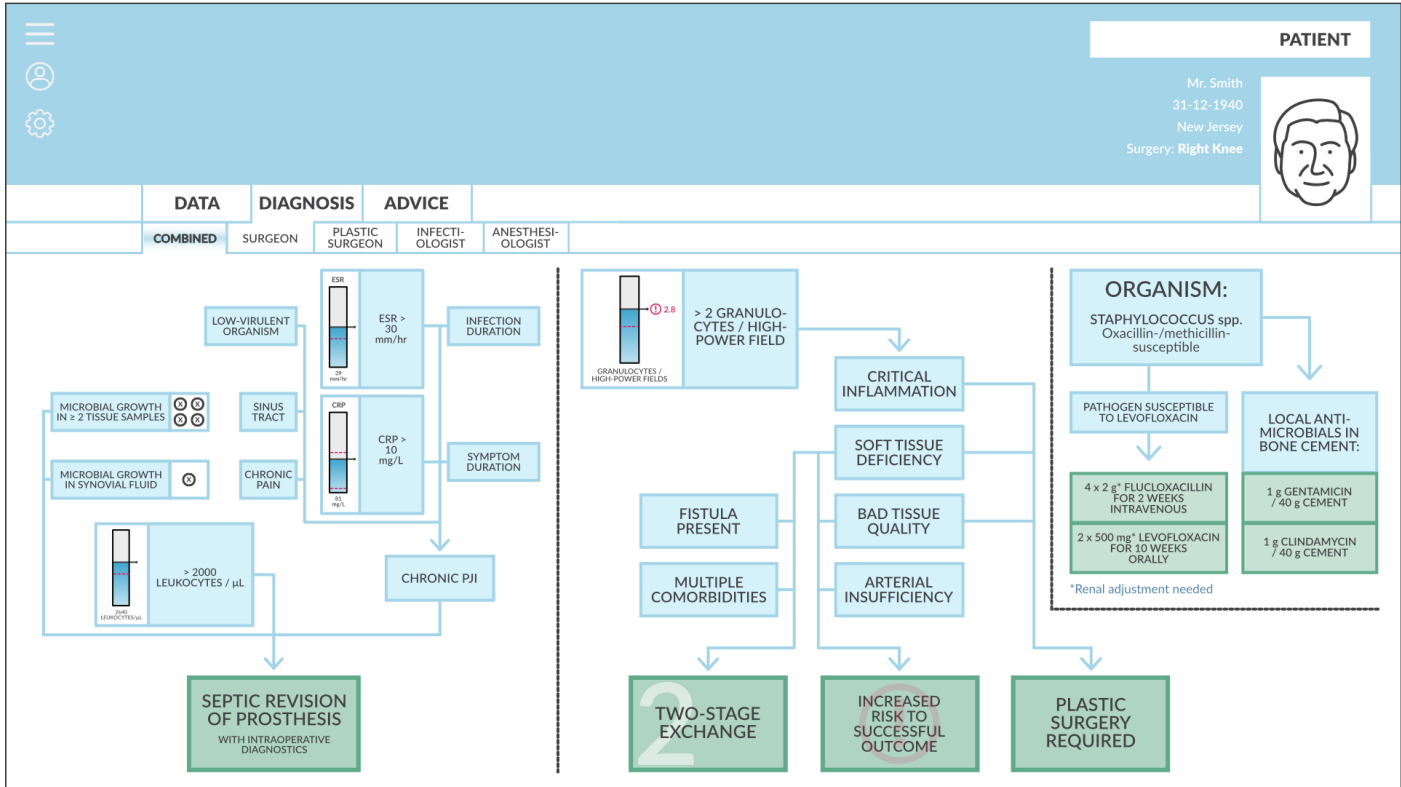 PATIENT
Mr. Smith
31-12-1940
New Jersey
Surgery: Right Knee
DATA
DIAGNOSIS
ADVICE
COMBINED
SURGEON
PLASTIC
SURGEON
INFECTI-
OLOGIST
ANESTHESI-
OLOGIST
LOW-VIRULENT
ORGANISM
ESR
39
mm/hr
ESR >
30
mm/hr
INFECTION
DURATION
MICROBIAL GROWTH
IN ≥ 2 TISSUE SAMPLES
X X
X X
SINUS
TRACT
CRP
81
mg/L
CRP >
10
mg/L
SYMPTOM
DURATION
MICROBIAL GROWTH
IN SYNOVIAL FLUID
X
CHRONIC
PAIN
2640
LEUKOCYTES/µL
> 2000
LEUKOCYTES / µL
CHRONIC PJI
SEPTIC REVISION
OF PROSTHESIS
WITH INTRAOPERATIVE
DIAGNOSTICS
! 2.8
GRANULOCYTES /
HIGH-POWER FIELDS
> 2 GRANULO-
CYTES / HIGH-
POWER FIELD
CRITICAL
INFLAMMATION
SOFT TISSUE
DEFICIENCY
FISTULA
PRESENT
BAD TISSUE
QUALITY
MULTIPLE
COMORBIDITIES
ARTERIAL
INSUFFICIENCY
2
TWO-STAGE
EXCHANGE
!
INCREASED
RISK TO
SUCCESSFUL
OUTCOME
PLASTIC
SURGERY
REQUIRED
ORGANISM:
STAPHYLOCOCCUS spp.
Oxacillin-/methicillin-
susceptible
PATHOGEN SUSCEPTIBLE
TO LEVOFLOXACIN
LOCAL ANTI-
MICROBIALS IN
BONE CEMENT:
4 x 2 g* FLUCLOXACILLIN
FOR 2 WEEKS
INTRAVENOUS
1 g GENTAMICIN
/ 40 g CEMENT
2 x 500 mg* LEVOFLOXACIN
FOR 10 WEEKS
ORALLY
1 g CLINDAMYCIN
/ 40 g CEMENT
*Renal adjustment needed